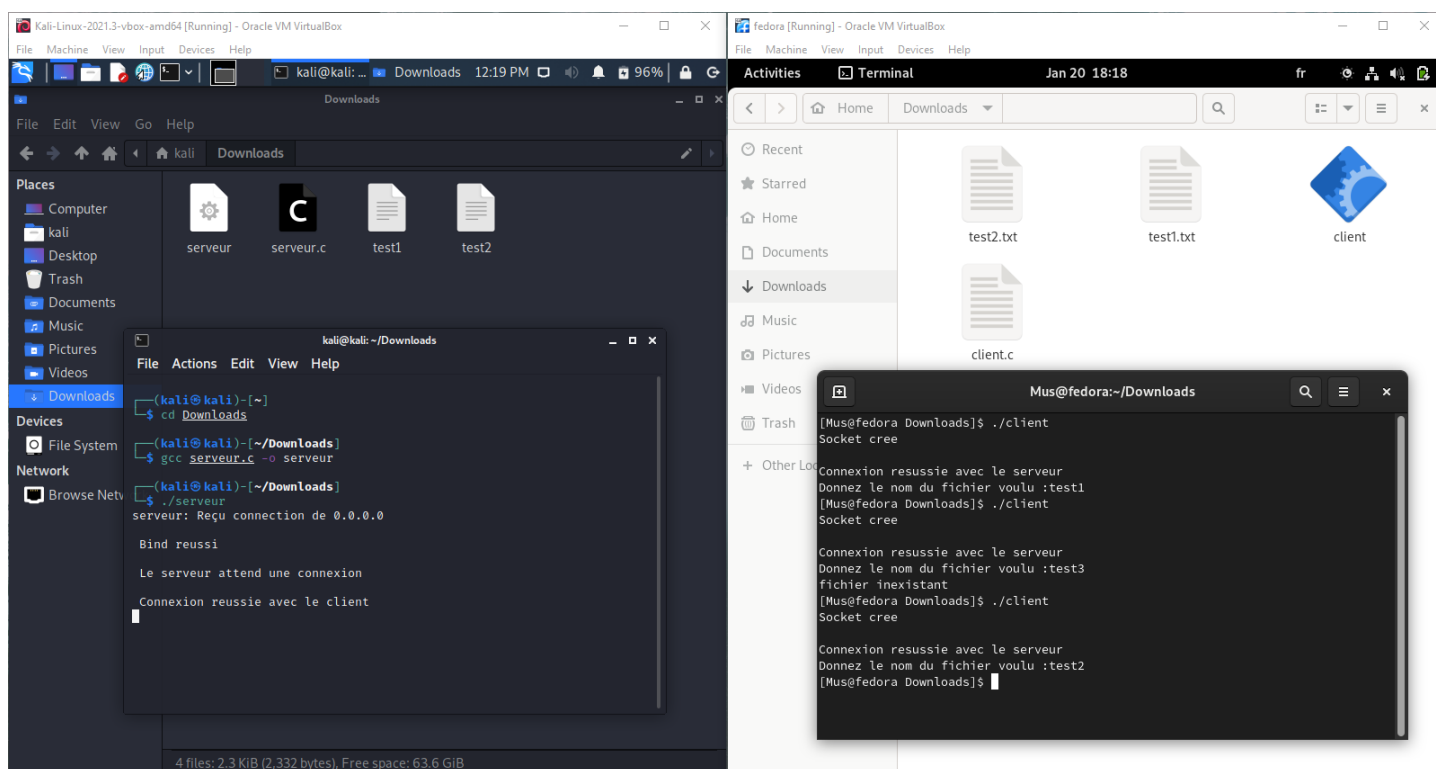 Kali-Linux-2021.3-vbox-amd64 [Running] - Oracle VM VirtualBox
File Machine View Input Devices Help
kali@kali: ... Downloads 12:19 PM 96%
Downloads
File Edit View Go Help
kali Downloads
Places
Computer
kali
Desktop
Trash
Documents
Music
Pictures
Videos
Downloads
Devices
File System
Network
Browse Netv
serveur serveur.c test1 test2
C
kali@kali: ~/Downloads
File Actions Edit View Help
┌──(kali㉿kali)-[~]
└─$ cd Downloads
┌──(kali㉿kali)-[~/Downloads]
└─$ gcc serveur.c -o serveur
┌──(kali㉿kali)-[~/Downloads]
└─$ ./serveur
serveur: Reçu connection de 0.0.0.0
Bind reussi
Le serveur attend une connexion
Connexion reussie avec le client
4 files: 2.3 KiB (2,332 bytes), Free space: 63.6 GiB
fedora [Running] - Oracle VM VirtualBox
File Machine View Input Devices Help
Activities Terminal Jan 20 18:18 fr
Home Downloads
Recent
Starred
Home
Documents
Downloads
Music
Pictures
Videos
Trash
+ Other Loc
test2.txt test1.txt client
client.c
Mus@fedora:~/Downloads
[Mus@fedora Downloads]$ ./client
Socket cree
Connexion resussie avec le serveur
Donnez le nom du fichier voulu :test1
[Mus@fedora Downloads]$ ./client
Socket cree
Connexion resussie avec le serveur
Donnez le nom du fichier voulu :test3
fichier inexistant
[Mus@fedora Downloads]$ ./client
Socket cree
Connexion resussie avec le serveur
Donnez le nom du fichier voulu :test2
[Mus@fedora Downloads]$